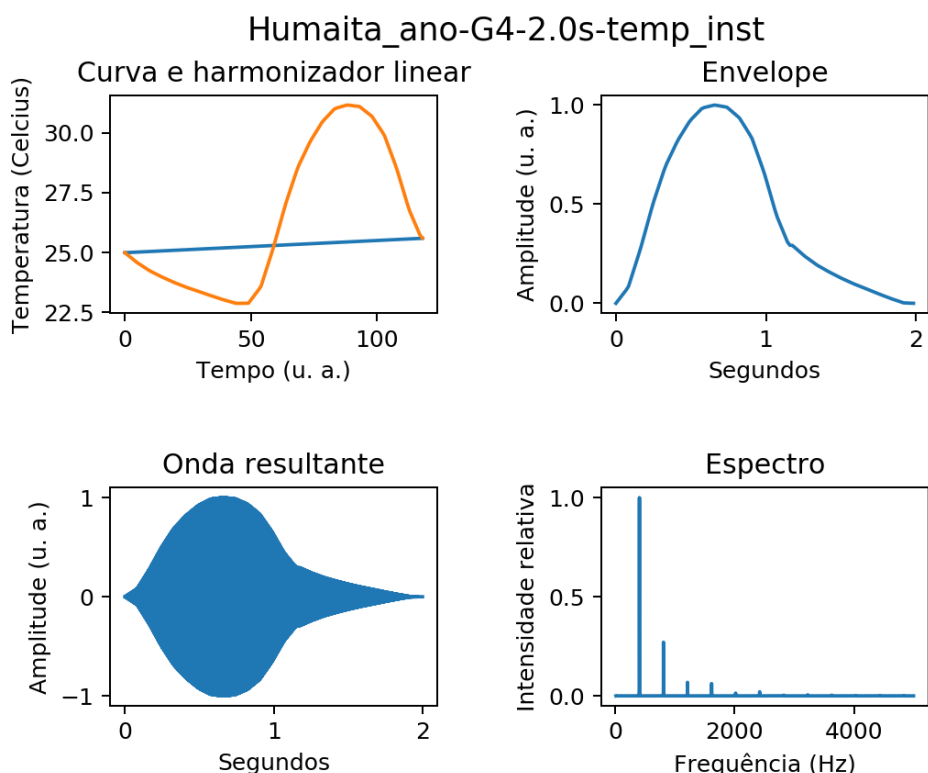 Humaita_ano-G4-2.0s-temp_inst
Curva e harmonizador linear
Temperatura (Celcius)
30.0
27.5
25.0
22.5
0
50
100
Tempo (u. a.)
Envelope
Amplitude (u. a.)
1.0
0.5
0.0
0
1
2
Segundos
Onda resultante
Amplitude (u. a.)
1
0
−1
0
1
2
Segundos
Espectro
Intensidade relativa
1.0
0.5
0.0
0
2000
4000
Frequência (Hz)